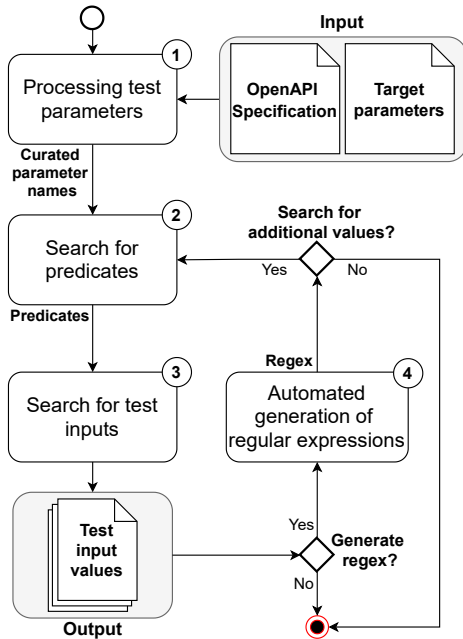 Input
1
Processing test
parameters
OpenAPI
Specification
Target
parameters
Curated
parameter
names
2
Search for
predicates
Search for
additional values?
Yes
No
Predicates
Regex
3
Search for test
inputs
4
Automated
generation of
regular expressions
Test
input
values
Yes
Generate
regex?
No
Output